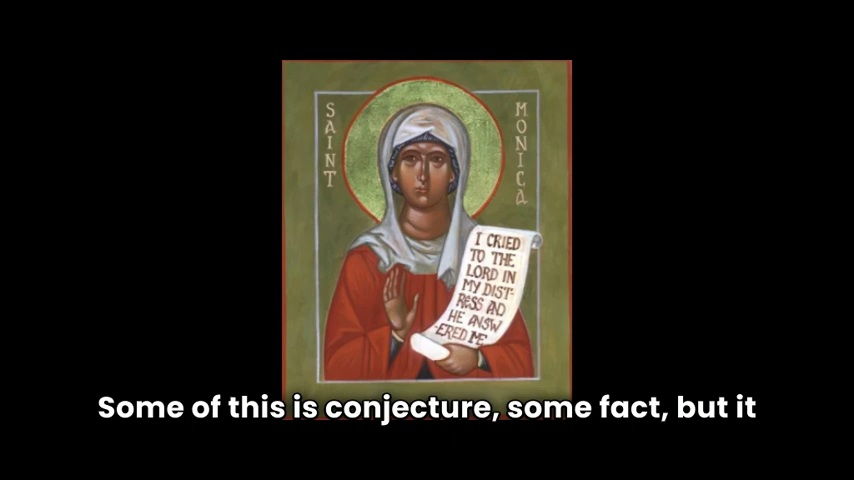 SAINT
MONICA
I CRIED
TO THE
LORD IN
MY DIST-
RESS AND
HE ANSW
-ERED ME
Some of this is conjecture, some fact, but it